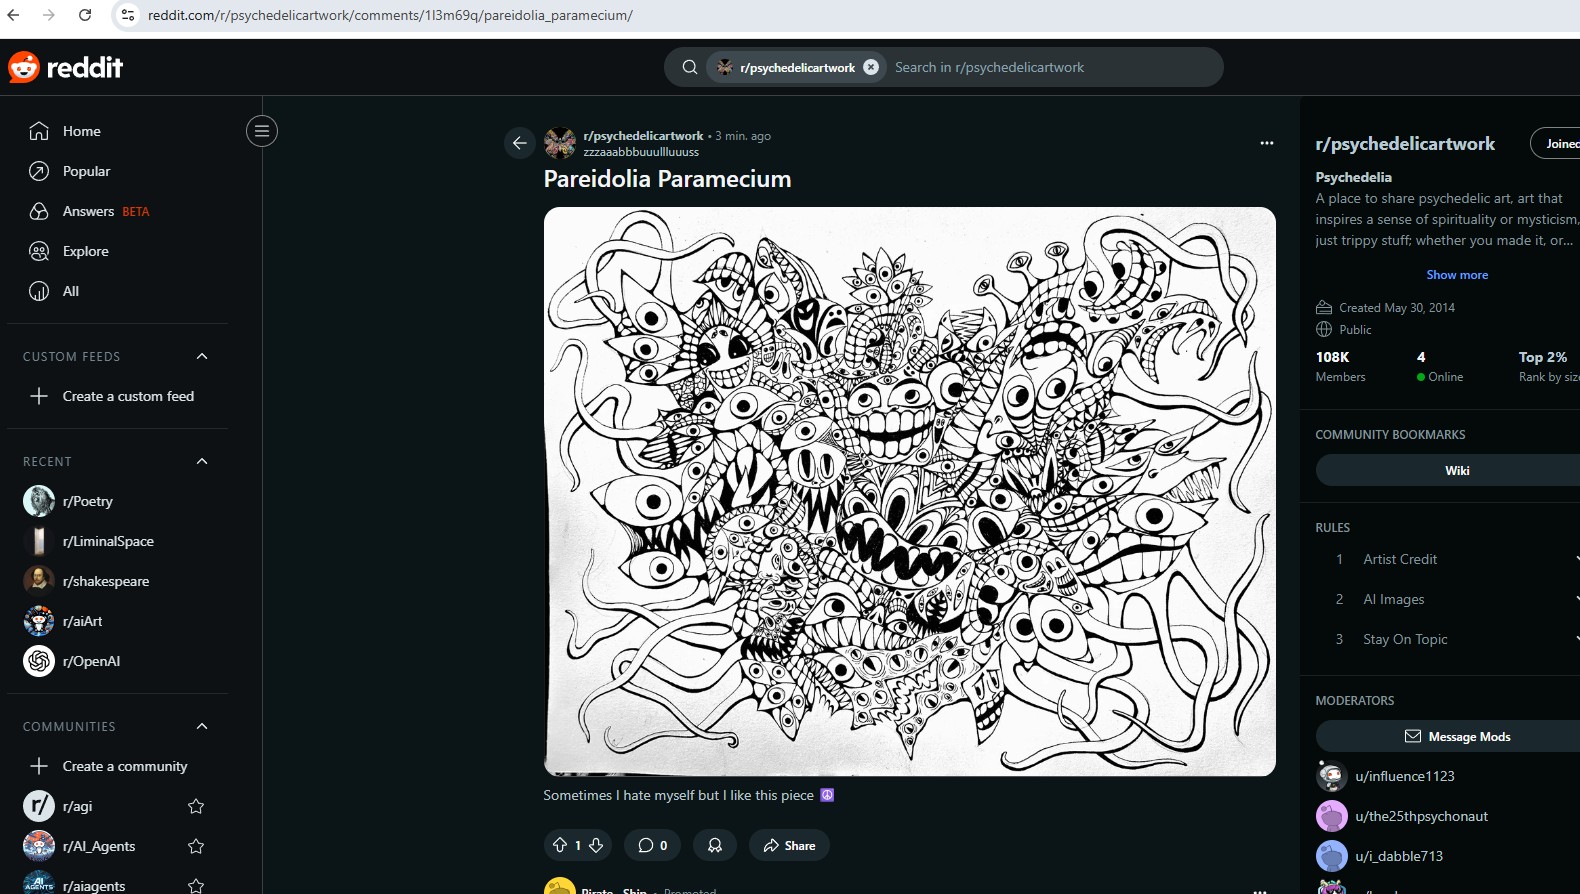 reddit.com/r/psychedelicartwork/comments/1l3m69q/pareidolia_paramecium/
reddit
r/psychedelicartwork
Search in r/psychedelicartwork
Home
Popular
Answers BETA
Explore
All
CUSTOM FEEDS
Create a custom feed
RECENT
r/Poetry
r/LiminalSpace
r/shakespeare
r/aiArt
r/OpenAI
COMMUNITIES
Create a community
r/
r/agi
r/AI_Agents
AI AGENTS
r/aiagents
r/psychedelicartwork • 3 min. ago
zzzaaabbbuuullluuuss
Pareidolia Paramecium
Sometimes I hate myself but I like this piece
1
0
Share
Pirate_Ship • Promoted
r/psychedelicartwork
Joined
Psychedelia
A place to share psychedelic art, art that
inspires a sense of spirituality or mysticism,
just trippy stuff; whether you made it, or...
Show more
Created May 30, 2014
Public
108K 4 Top 2%
Members Online Rank by size
COMMUNITY BOOKMARKS
Wiki
RULES
1 Artist Credit
2 AI Images
3 Stay On Topic
MODERATORS
Message Mods
u/influence1123
u/the25thpsychonaut
u/i_dabble713